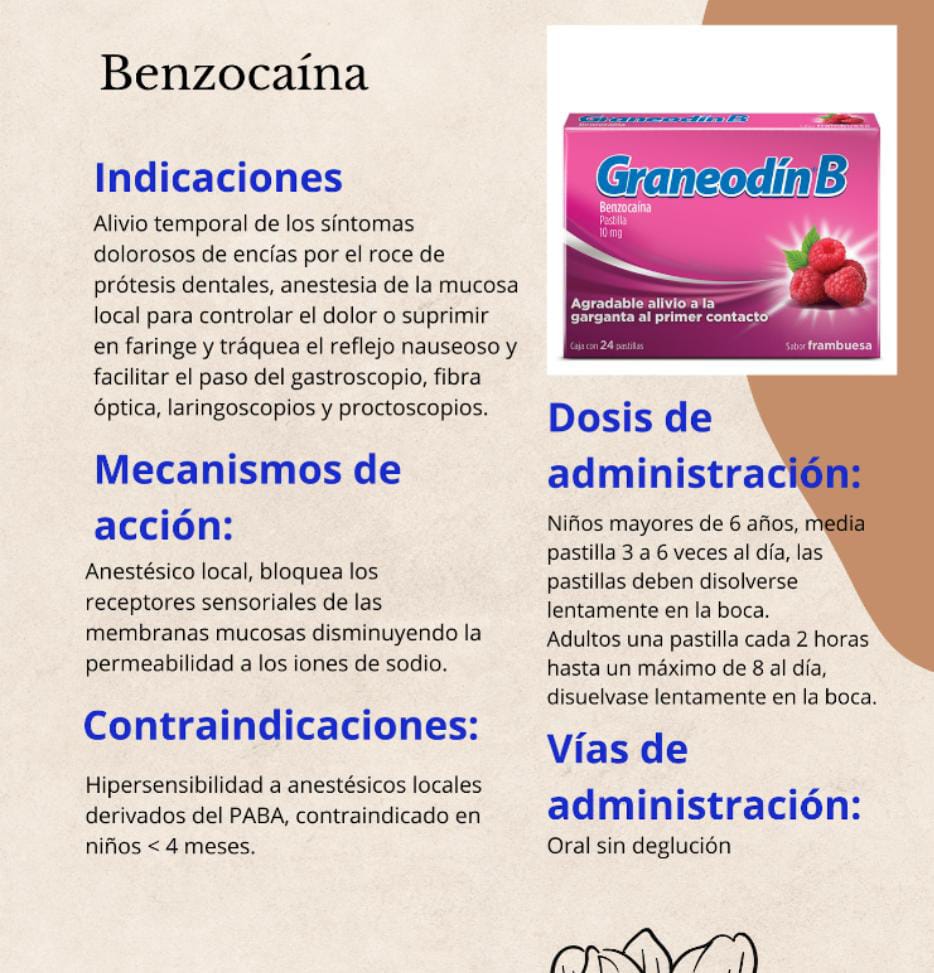 Benzocaína
Indicaciones
Alivio temporal de los síntomas
dolorosos de encías por el roce de
prótesis dentales, anestesia de la mucosa
local para controlar el dolor o suprimir
en faringe y tráquea el reflejo nauseoso y
facilitar el paso del gastroscopio, fibra
óptica, laringoscopios y proctoscopios.
Mecanismos de
acción:
Anestésico local, bloquea los
receptores sensoriales de las
membranas mucosas disminuyendo la
permeabilidad a los iones de sodio.
Contraindicaciones:
Hipersensibilidad a anestésicos locales
derivados del PABA, contraindicado en
niños < 4 meses.
Graneodín B
Graneodín B
Benzocaína
Pastilla
10 mg
Agradable alivio a la
garganta al primer contacto
Caja con 24 pastillas
Sabor frambuesa
Dosis de
administración:
Niños mayores de 6 años, media
pastilla 3 a 6 veces al día, las
pastillas deben disolverse
lentamente en la boca.
Adultos una pastilla cada 2 horas
hasta un máximo de 8 al día,
disuelvase lentamente en la boca.
Vías de
administración:
Oral sin deglución